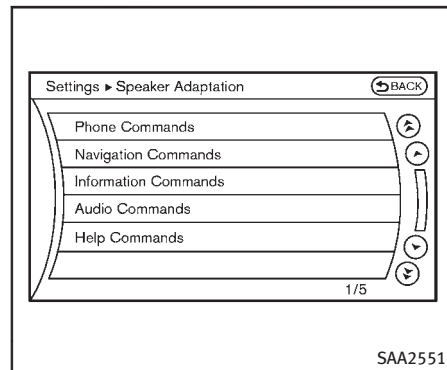 Settings ▸ Speaker Adaptation
BACK
Phone Commands
Navigation Commands
Information Commands
Audio Commands
Help Commands
1/5
SAA2551